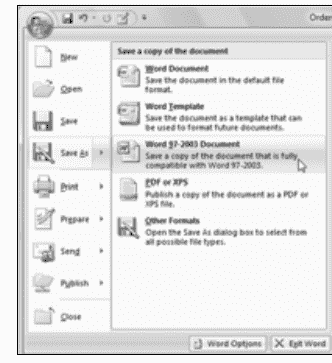 Order
New
Open
Save
Save As
Print
Prepare
Send
Publish
Close
Save a copy of the document
Word Document
Save the document in the default file
format.
Word Template
Save the document as a template that can
be used to format future documents.
Word 97-2003 Document
Save a copy of the document that is fully
compatible with Word 97-2003.
PDF or XPS
Publish a copy of the document as a PDF or
XPS file.
Other Formats
Open the Save As dialog box to select from
all possible file types.
Word Options
Exit Word